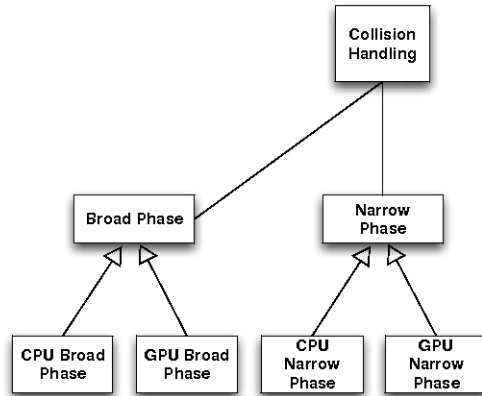 Collision
Handling
Broad Phase
Narrow
Phase
CPU Broad
Phase
GPU Broad
Phase
CPU
Narrow
Phase
GPU
Narrow
Phase